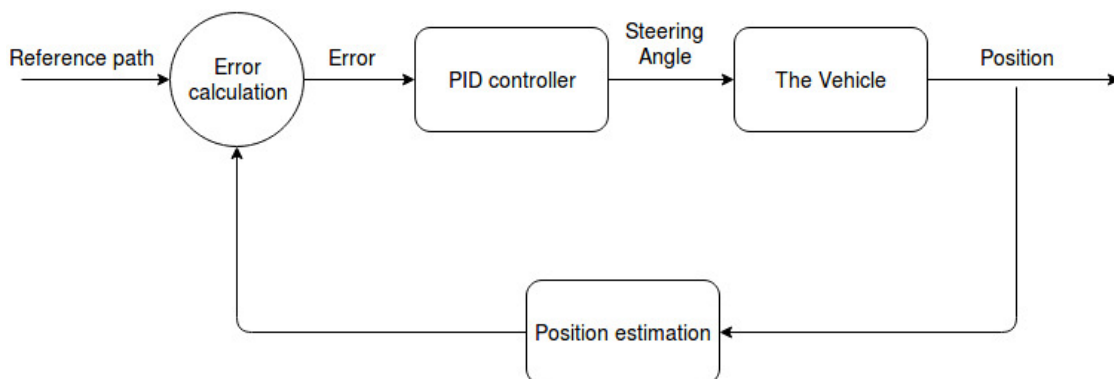 Reference path
Error
calculation
Error
PID controller
Steering
Angle
The Vehicle
Position
Position estimation